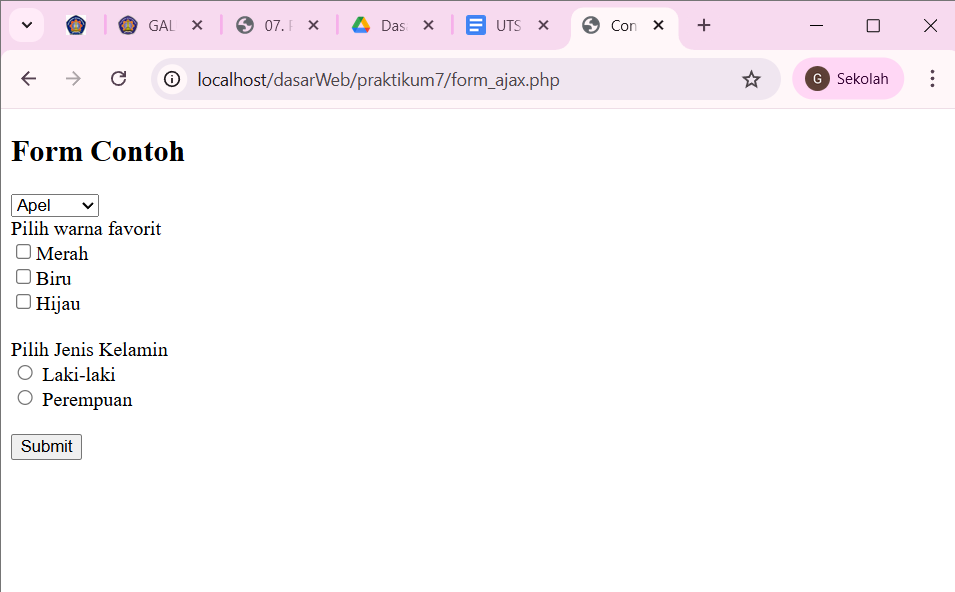 GAL
07.
Das
UTS
Con
localhost/dasarWeb/praktikum7/form_ajax.php
G
Sekolah
Form Contoh
Apel
Pilih warna favorit
Merah
Biru
Hijau
Pilih Jenis Kelamin
Laki-laki
Perempuan
Submit